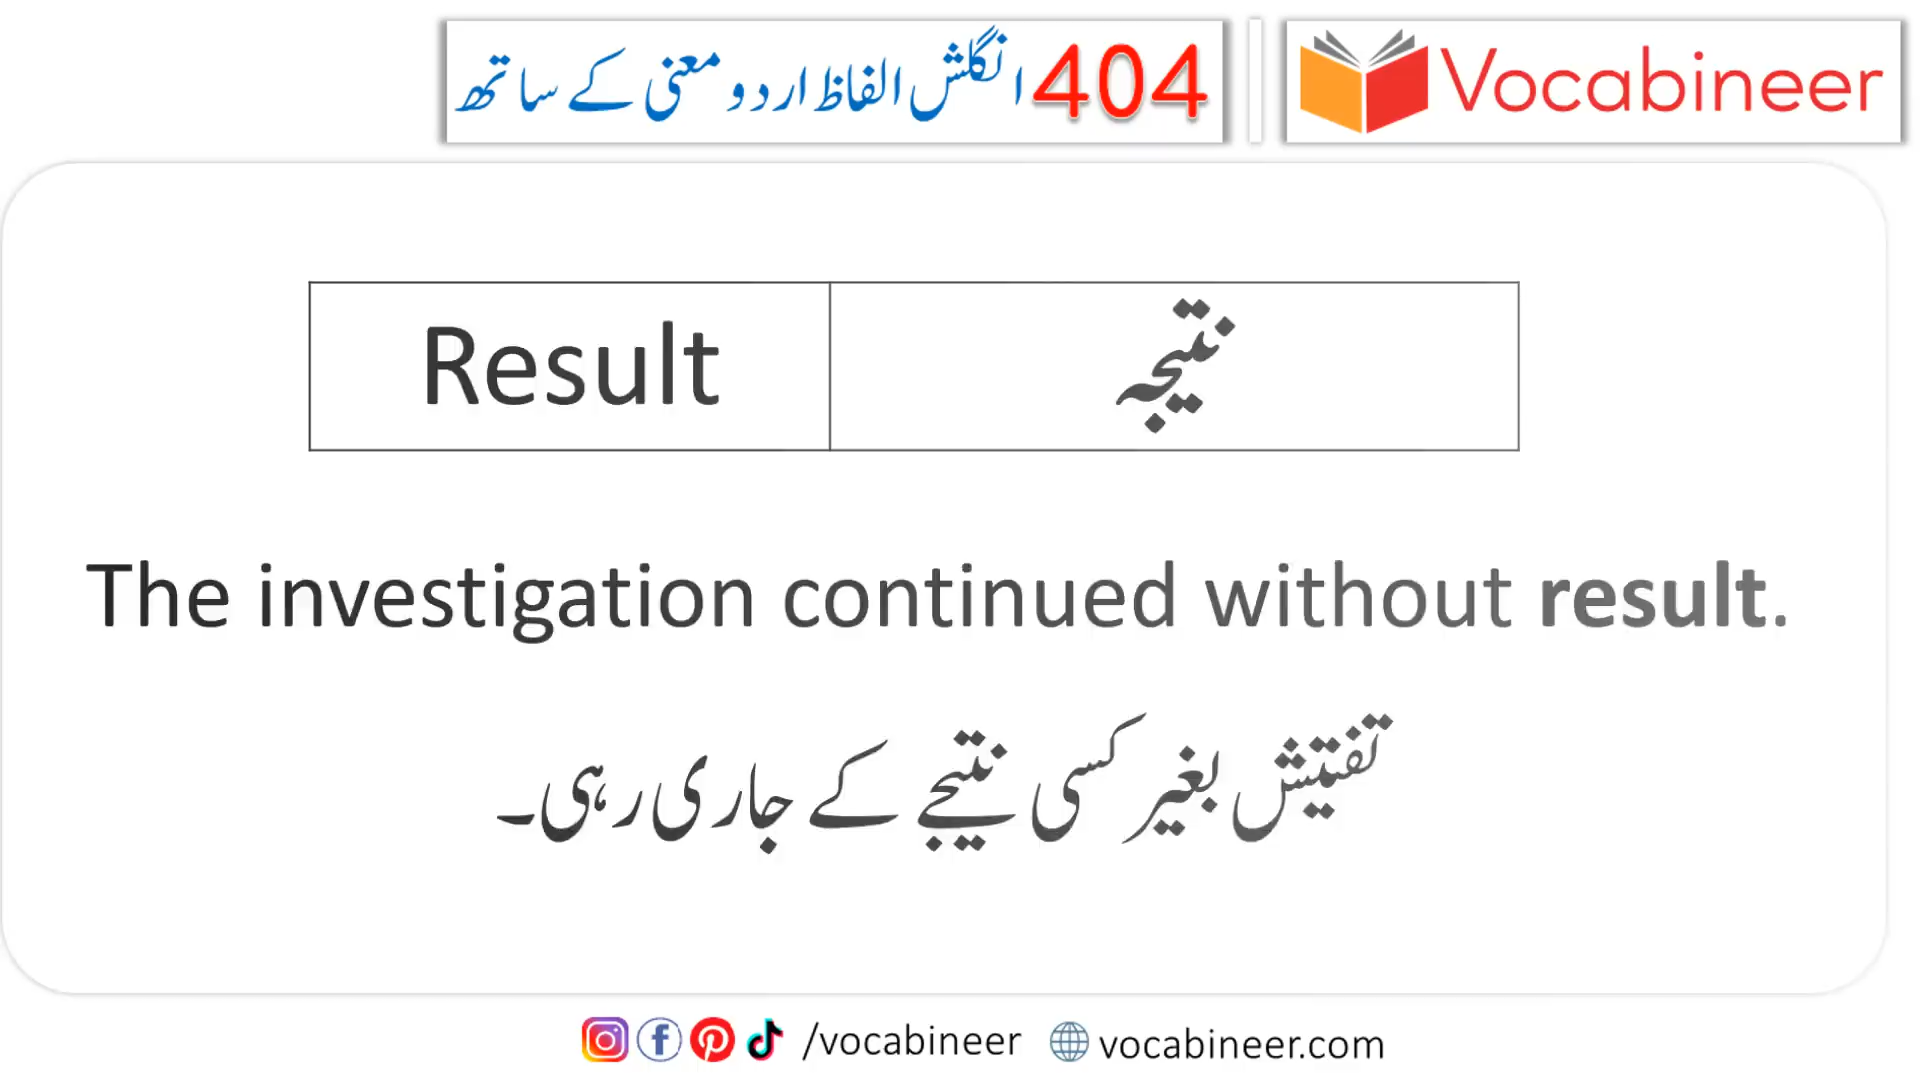 404 انگلش الفاظ اردو معنی کے ساتھ
Vocabineer
Result
نتیجہ
The investigation continued without result.
تفتیش بغیر کسی نتیجے کے جاری رہی۔
/vocabineer
vocabineer.com